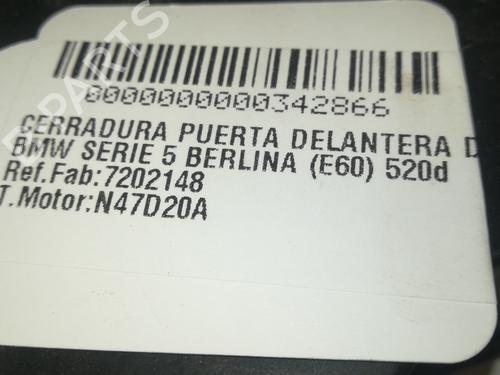 0000000000342866
CERRADURA PUERTA DELANTERA D
BMW SERIE 5 BERLINA (E60) 520d
Ref.Fab:7202148
T.Motor:N47D20A